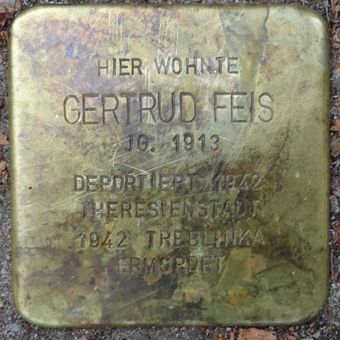 HIER WOHNTE
GERTRUD FEIS
JG. 1913
DEPORTIERT 1942
THERESIENSTADT
1942 TREBLINKA
ERMORDET